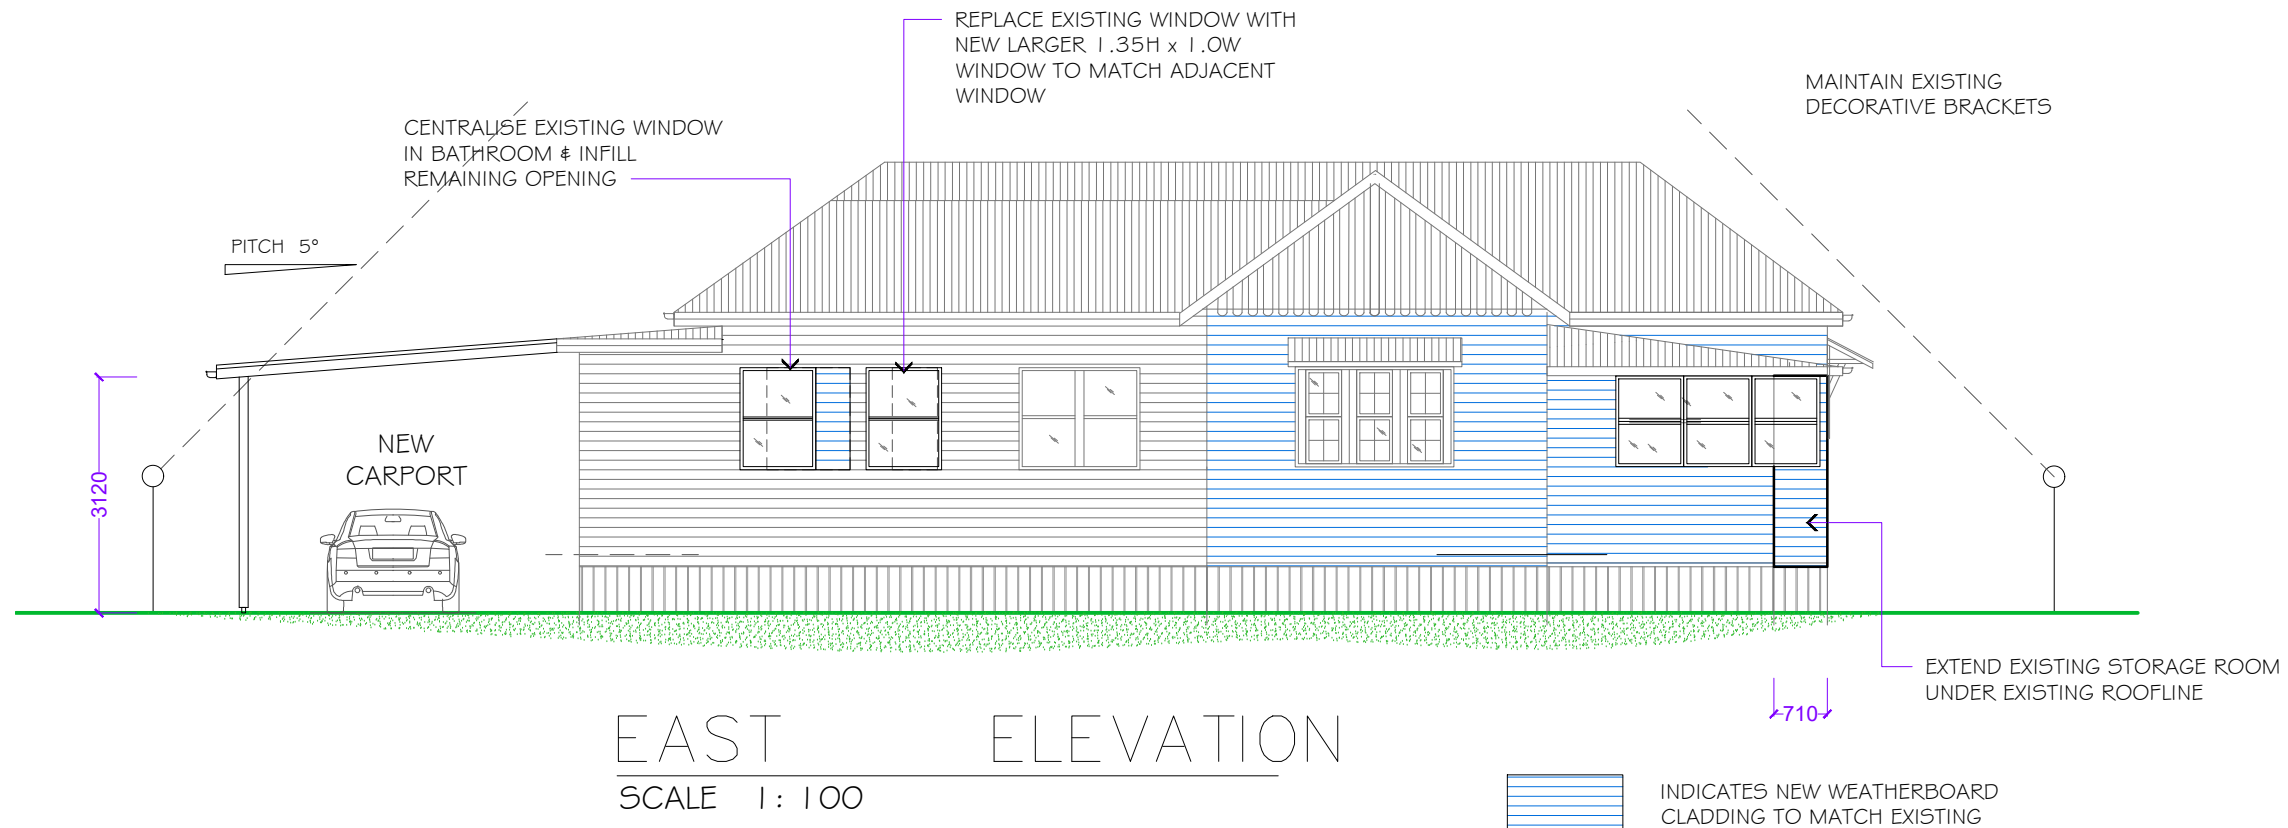 REPLACE EXISTING WINDOW WITH
NEW LARGER 1.35H x 1.0W
WINDOW TO MATCH ADJACENT
WINDOW
MAINTAIN EXISTING
DECORATIVE BRACKETS
CENTRALISE EXISTING WINDOW
IN BATHROOM & INFILL
REMAINING OPENING
PITCH 5°
NEW
CARPORT
3120
EXTEND EXISTING STORAGE ROOM
UNDER EXISTING ROOFLINE
710
EAST ELEVATION
SCALE 1: 100
INDICATES NEW WEATHERBOARD
CLADDING TO MATCH EXISTING